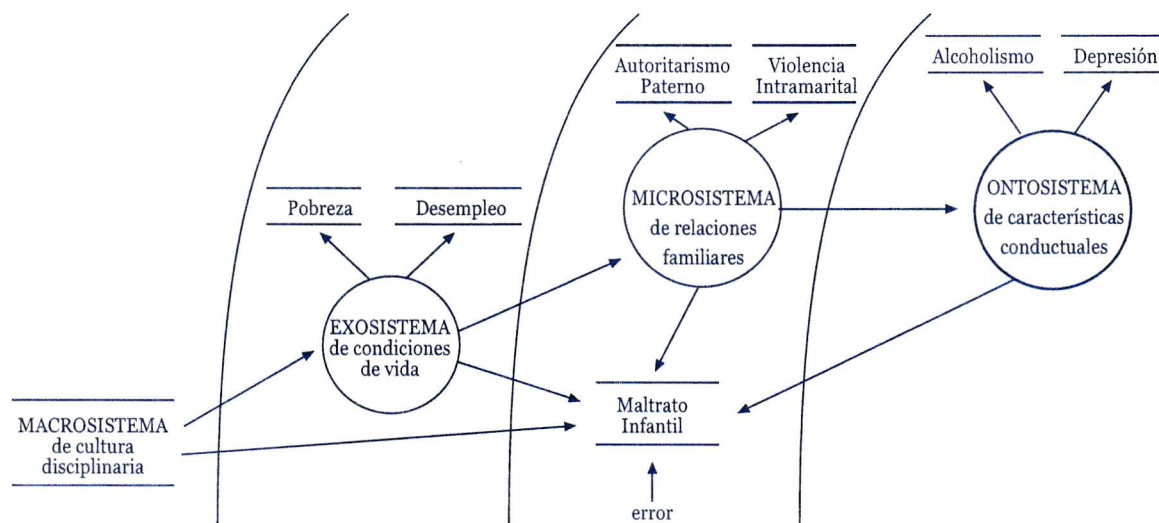 Autoritarismo
Paterno
Violencia
Intramarital
Alcoholismo
Depresión
Pobreza
Desempleo
MICROSISTEMA
de relaciones
familiares
ONTOSISTEMA
de características
conductuales
EXOSISTEMA
de condiciones
de vida
MACROSISTEMA
de cultura
disciplinaria
Maltrato
Infantil
error